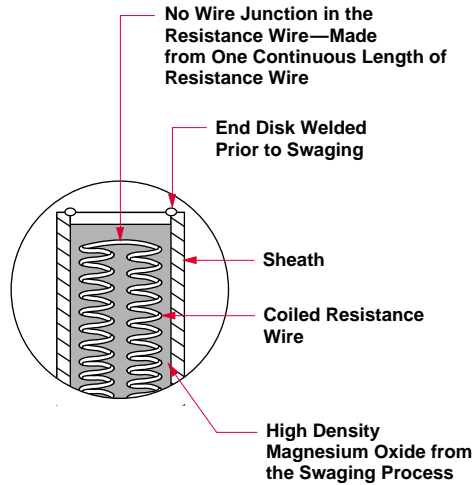 No Wire Junction in the
Resistance Wire—Made
from One Continuous Length of
Resistance Wire
End Disk Welded
Prior to Swaging
Sheath
Coiled Resistance
Wire
High Density
Magnesium Oxide from
the Swaging Process